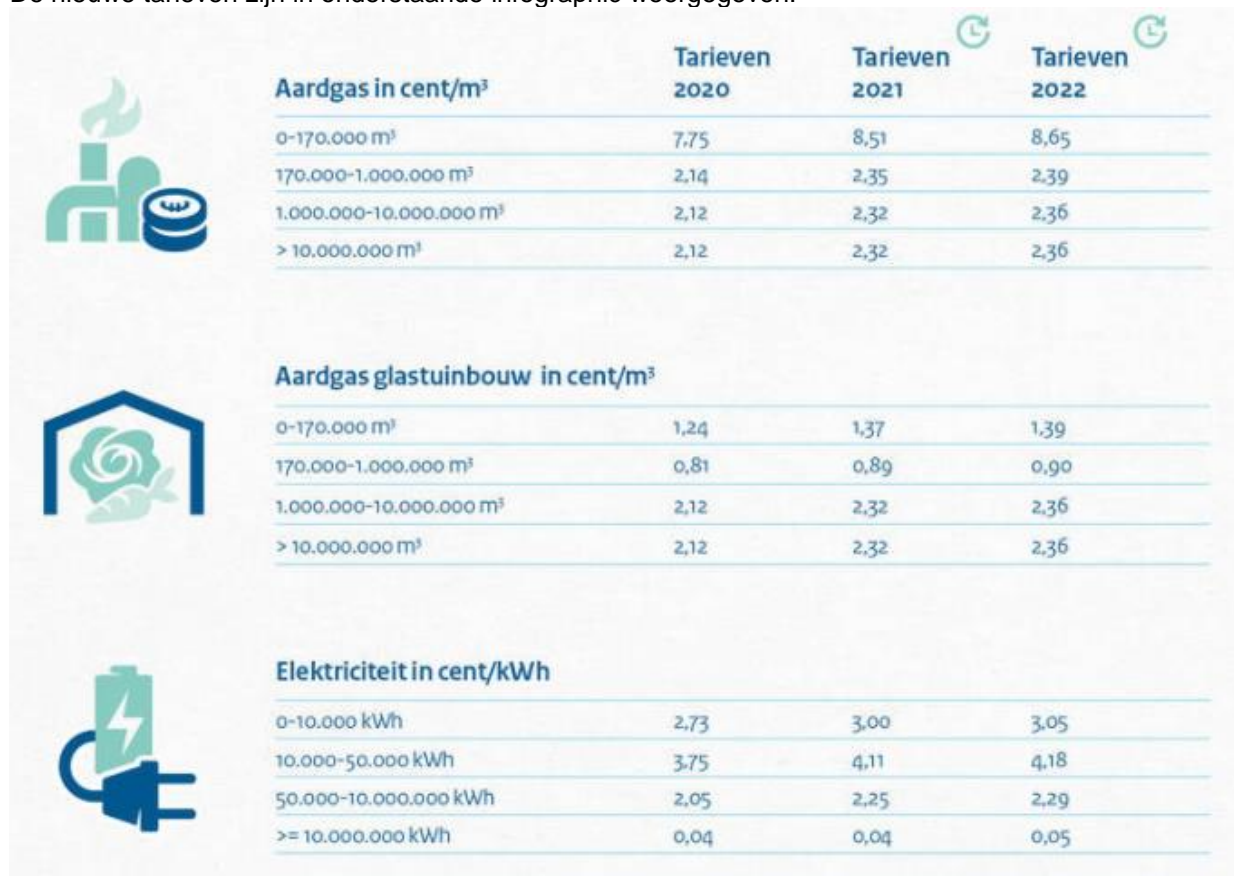 De nieuwe tarieven zijn in onderstaande infographic weergegeven.
Aardgas in cent/m³ Tarieven 2020 Tarieven 2021 Tarieven 2022
0-170.000 m³ 7,75 8,51 8,65
170.000-1.000.000 m³ 2,14 2,35 2,39
1.000.000-10.000.000 m³ 2,12 2,32 2,36
> 10.000.000 m³ 2,12 2,32 2,36
Aardgas glastuinbouw in cent/m³
0-170.000 m³ 1,24 1,37 1,39
170.000-1.000.000 m³ 0,81 0,89 0,90
1.000.000-10.000.000 m³ 2,12 2,32 2,36
> 10.000.000 m³ 2,12 2,32 2,36
Elektriciteit in cent/kWh
0-10.000 kWh 2,73 3,00 3,05
10.000-50.000 kWh 3,75 4,11 4,18
50.000-10.000.000 kWh 2,05 2,25 2,29
>= 10.000.000 kWh 0,04 0,04 0,05